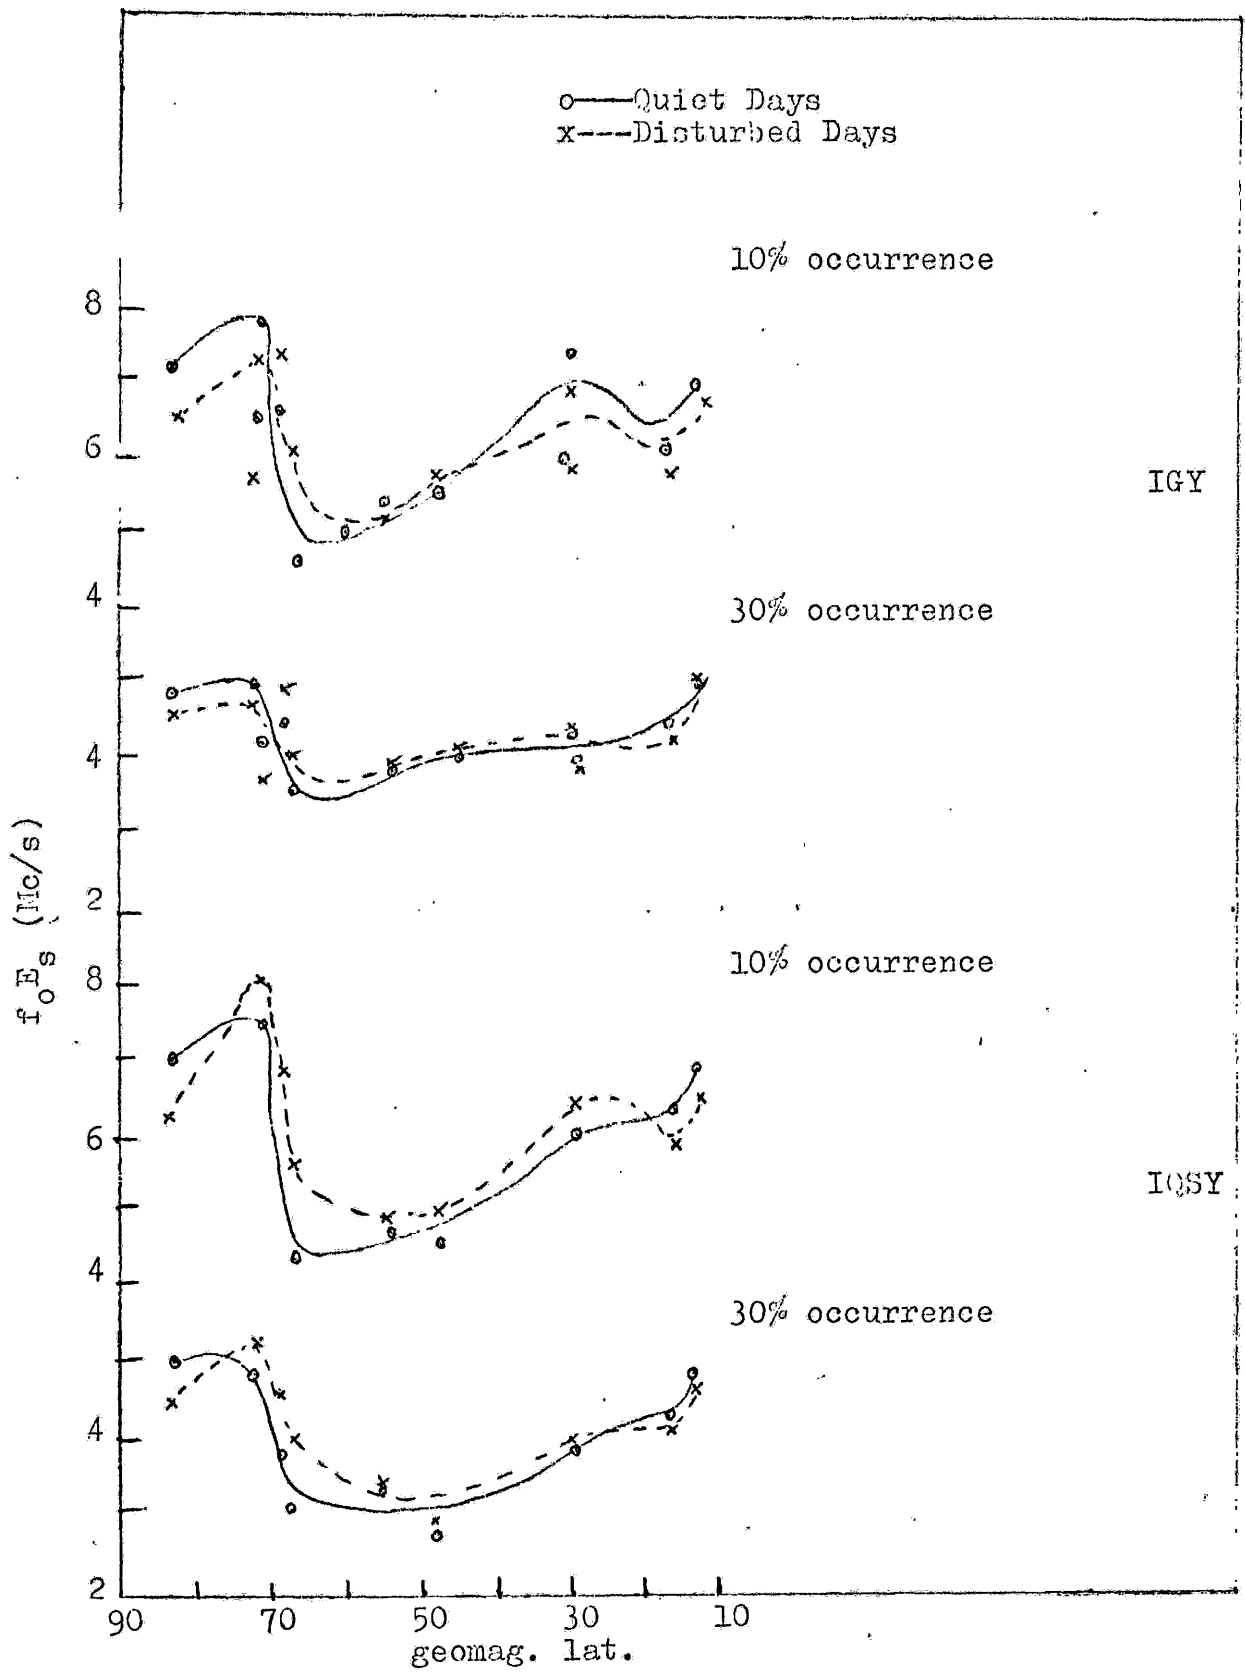 Quiet Days
Disturbed Days
10% occurrence
8
6
IGY
4
30% occurrence
4
2
f₀Eₛ (Mc/s)
10% occurrence
8
6
IQSY
4
30% occurrence
4
2
90 70 50 30 10
geomag. lat.